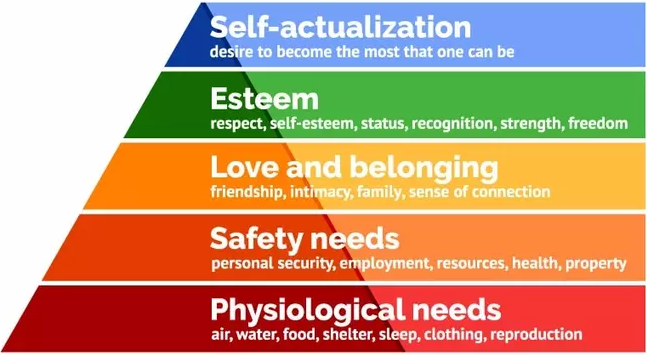 Self-actualization
desire to become the most that one can be
Esteem
respect, self-esteem, status, recognition, strength, freedom
Love and belonging
friendship, intimacy, family, sense of connection
Safety needs
personal security, employment, resources, health, property
Physiological needs
air, water, food, shelter, sleep, clothing, reproduction